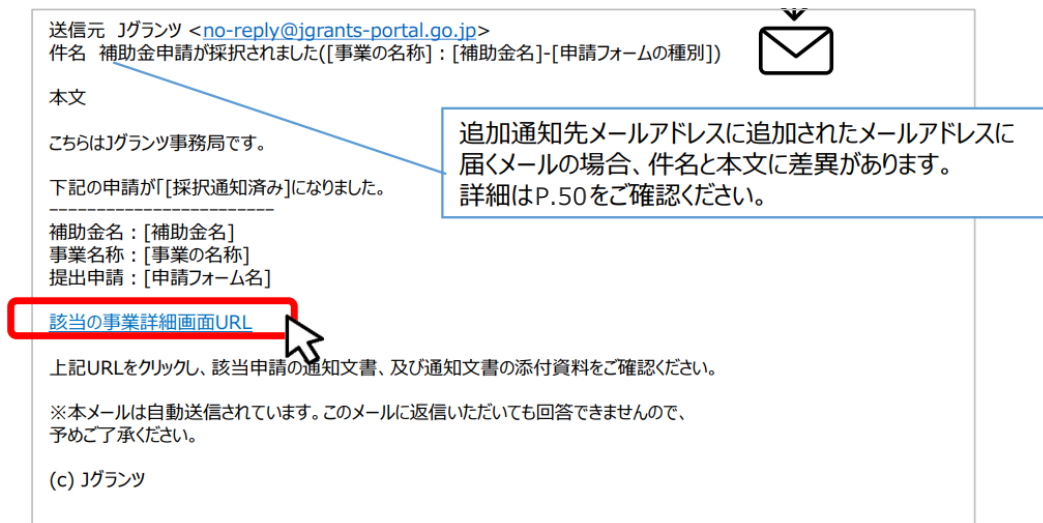 送信元 Jグランツ <no-reply@jgrants-portal.go.jp>
件名 補助金申請が採択されました([事業の名称]：[補助金名]-[申請フォームの種別])
本文
こちらはJグランツ事務局です。
下記の申請が「[採択通知済み]になりました。
------------------------
補助金名：[補助金名]
事業名称：[事業の名称]
提出申請：[申請フォーム名]
該当の事業詳細画面URL
上記URLをクリックし、該当申請の通知文書、及び通知文書の添付資料をご確認ください。
※本メールは自動送信されています。このメールに返信いただいても回答できませんので、
予めご了承ください。
(c) Jグランツ
追加通知先メールアドレスに追加されたメールアドレスに
届くメールの場合、件名と本文に差異があります。
詳細はP.50をご確認ください。